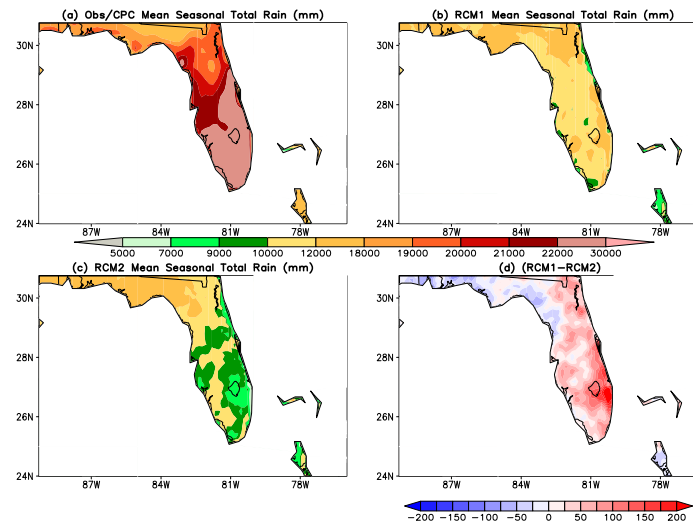 (a) Obs/CPC Mean Seasonal Total Rain (mm)
(b) RCM1 Mean Seasonal Total Rain (mm)
30N
28N
26N
24N
87W 84W 81W 78W
30N
28N
26N
24N
87W 84W 81W 78W
5000 7000 9000 10000 12000 18000 19000 20000 21000 22000 30000
(c) RCM2 Mean Seasonal Total Rain (mm)
(d) (RCM1-RCM2)
30N
28N
26N
24N
87W 84W 81W 78W
30N
28N
26N
24N
87W 84W 81W 78W
-200 -150 -100 -50 0 50 100 150 200